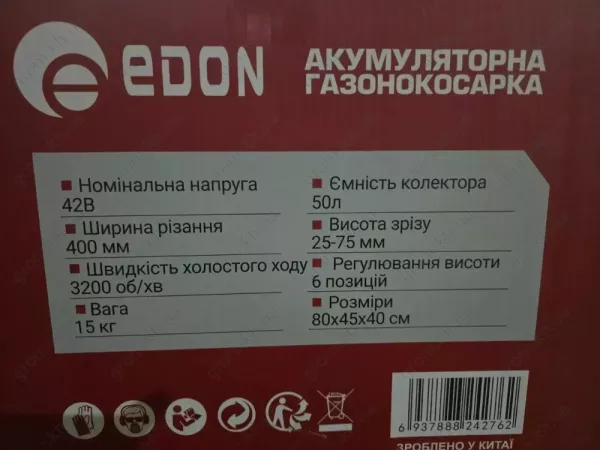 EDON
АКУМУЛЯТОРНА
ГАЗОНОКОСАРКА
Номінальна напруга
42В
Ширина різання
400 мм
Швидкість холостого ходу
3200 об/хв
Вага
15 кг
Ємність колектора
50л
Висота зрізу
25-75 мм
Регулювання висоти
6 позицій
Розміри
80х45х40 см
6 937888 242762
ЗРОБЛЕНО У КИТАЇ